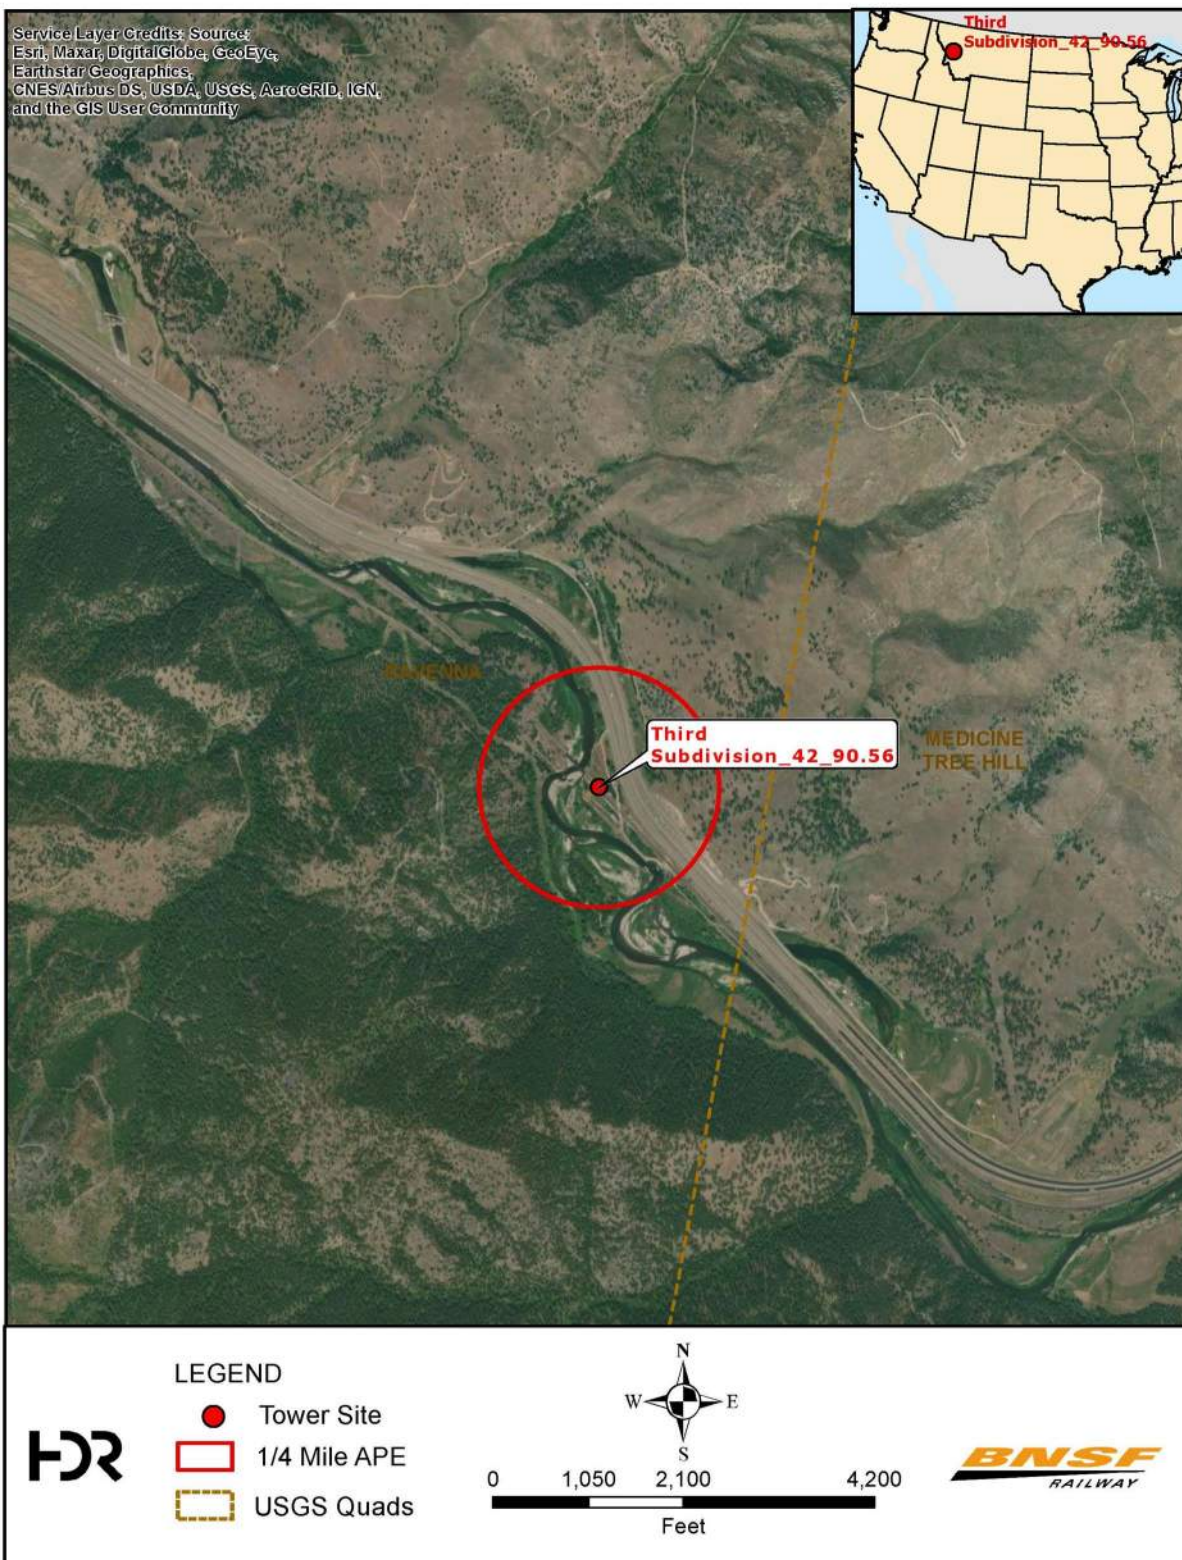 Service Layer Credits: Source:
Esri, Maxar, DigitalGlobe, GeoEye,
Earthstar Geographics,
CNES/Airbus DS, USDA, USGS, AeroGRID, IGN,
and the GIS User Community
Third
Subdivision_42_90.56
RAVENNA
Third
Subdivision_42_90.56
MEDICINE
TREE HILL
HDR
LEGEND
Tower Site
1/4 Mile APE
USGS Quads
N
W E
S
0 1,050 2,100 4,200
Feet
BNSF
RAILWAY